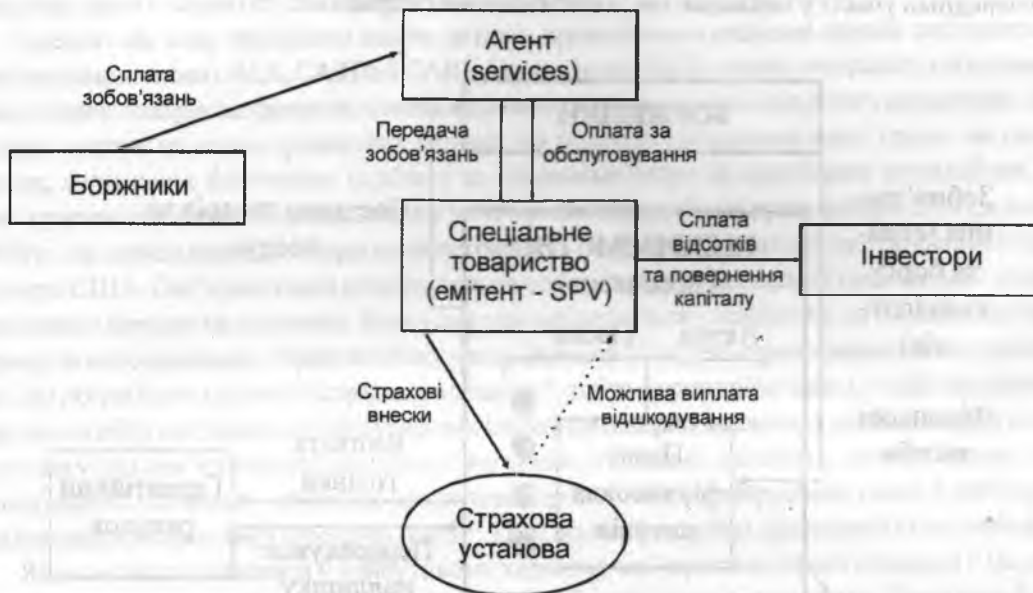 Агент
(services)
Сплата
зобов'язань
Передача
зобов'язань
Оплата за
обслуговування
Боржники
Спеціальне
товариство
(емітент - SPV)
Сплата
відсотків
та повернення
капіталу
Інвестори
Страхові
внески
Можлива виплата
відшкодування
Страхова
установа